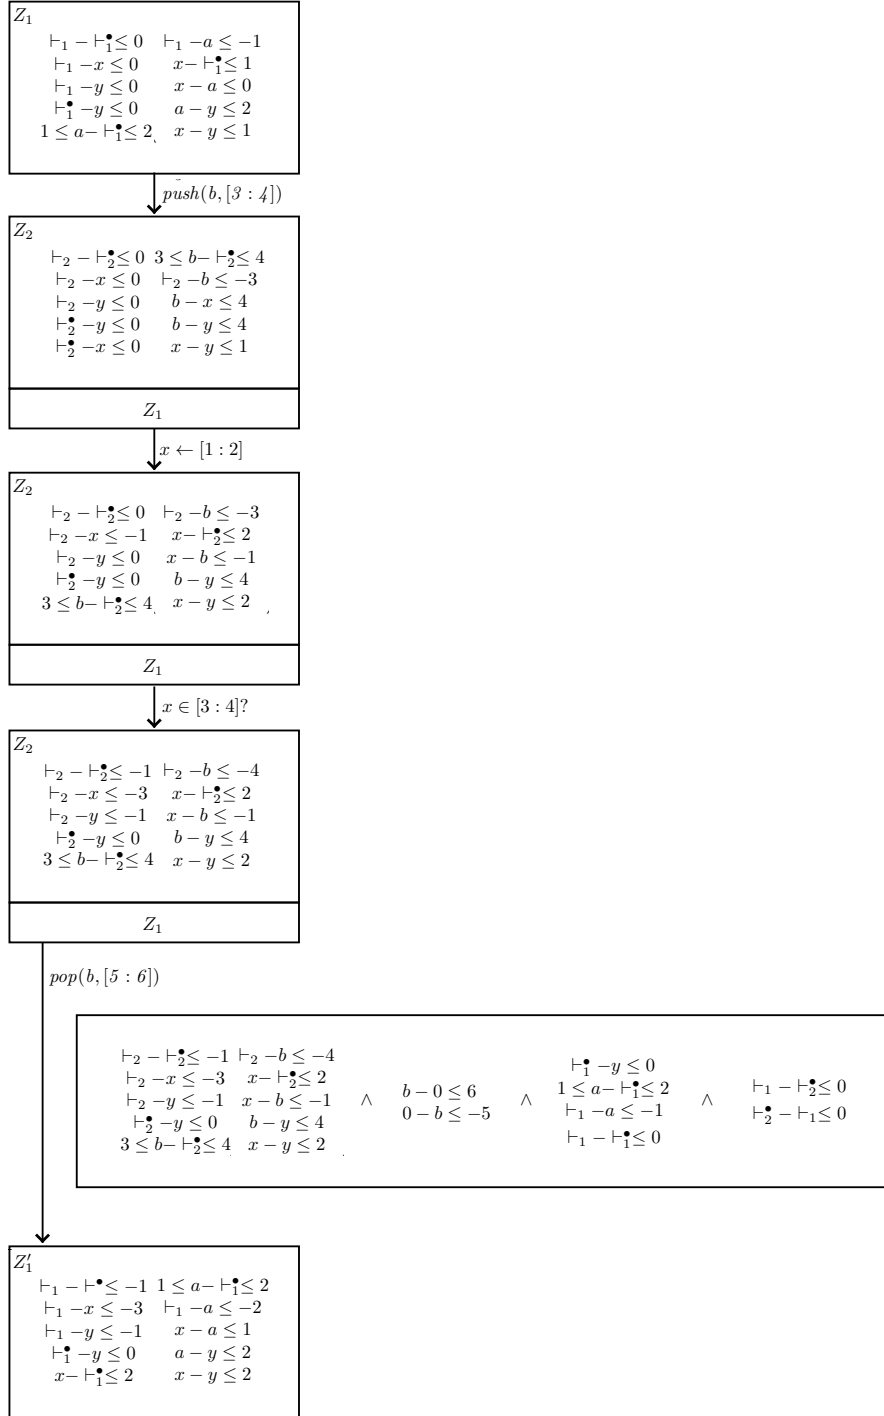 Z₁
⊢₁ − ⊢₁• ≤ 0 ⊢₁ − a ≤ −1
⊢₁ − x ≤ 0 x − ⊢₁• ≤ 1
⊢₁ − y ≤ 0 x − a ≤ 0
⊢₁• − y ≤ 0 a − y ≤ 2
1 ≤ a − ⊢₁• ≤ 2 x − y ≤ 1
push(b, [3 : 4])
Z₂
⊢₂ − ⊢₂• ≤ 0 3 ≤ b − ⊢₂• ≤ 4
⊢₂ − x ≤ 0 ⊢₂ − b ≤ −3
⊢₂ − y ≤ 0 b − x ≤ 4
⊢₂• − y ≤ 0 b − y ≤ 4
⊢₂• − x ≤ 0 x − y ≤ 1
Z₁
x ← [1 : 2]
Z₂
⊢₂ − ⊢₂• ≤ 0 ⊢₂ − b ≤ −3
⊢₂ − x ≤ −1 x − ⊢₂• ≤ 2
⊢₂ − y ≤ 0 x − b ≤ −1
⊢₂• − y ≤ 0 b − y ≤ 4
3 ≤ b − ⊢₂• ≤ 4 x − y ≤ 2
Z₁
x ∈ [3 : 4]?
Z₂
⊢₂ − ⊢₂• ≤ −1 ⊢₂ − b ≤ −4
⊢₂ − x ≤ −3 x − ⊢₂• ≤ 2
⊢₂ − y ≤ −1 x − b ≤ −1
⊢₂• − y ≤ 0 b − y ≤ 4
3 ≤ b − ⊢₂• ≤ 4 x − y ≤ 2
Z₁
pop(b, [5 : 6])
⊢₂ − ⊢₂• ≤ −1 ⊢₂ − b ≤ −4
⊢₂ − x ≤ −3 x − ⊢₂• ≤ 2
⊢₂ − y ≤ −1 x − b ≤ −1
⊢₂• − y ≤ 0 b − y ≤ 4
3 ≤ b − ⊢₂• ≤ 4 x − y ≤ 2
∧
b − 0 ≤ 6
0 − b ≤ −5
∧
⊢₁• − y ≤ 0
1 ≤ a − ⊢₁• ≤ 2
⊢₁ − a ≤ −1
⊢₁ − ⊢₁• ≤ 0
∧
⊢₁ − ⊢₂• ≤ 0
⊢₂• − ⊢₁ ≤ 0
Z₁′
⊢₁ − ⊢• ≤ −1 1 ≤ a − ⊢₁• ≤ 2
⊢₁ − x ≤ −3 ⊢₁ − a ≤ −2
⊢₁ − y ≤ −1 x − a ≤ 1
⊢₁• − y ≤ 0 a − y ≤ 2
x − ⊢₁• ≤ 2 x − y ≤ 2